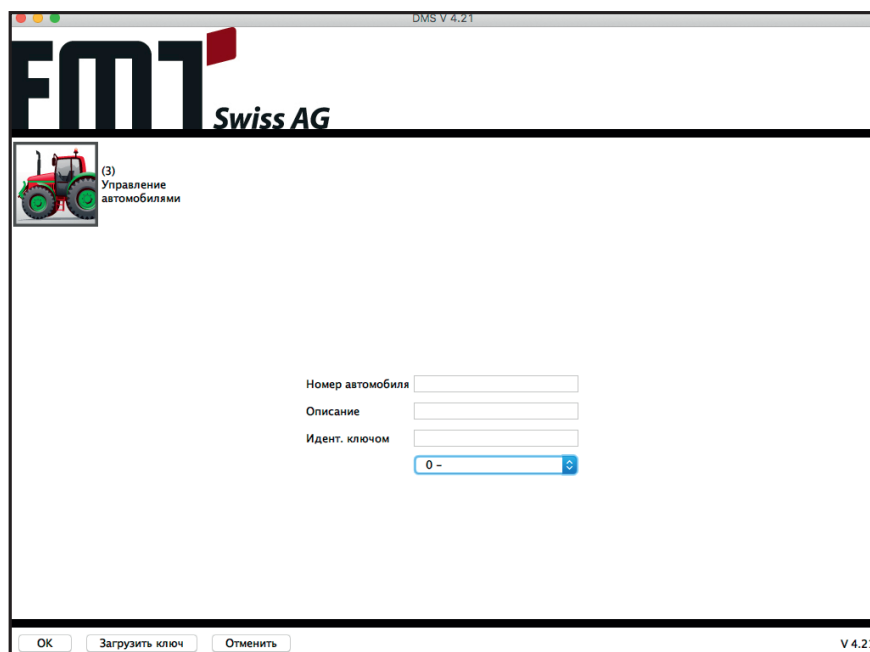 DMS V 4.21
FMT
Swiss AG
(3)
Управление
автомобилями
Номер автомобиля
Описание
Идент. ключом
0 –
OK Загрузить ключ Отменить V 4.21